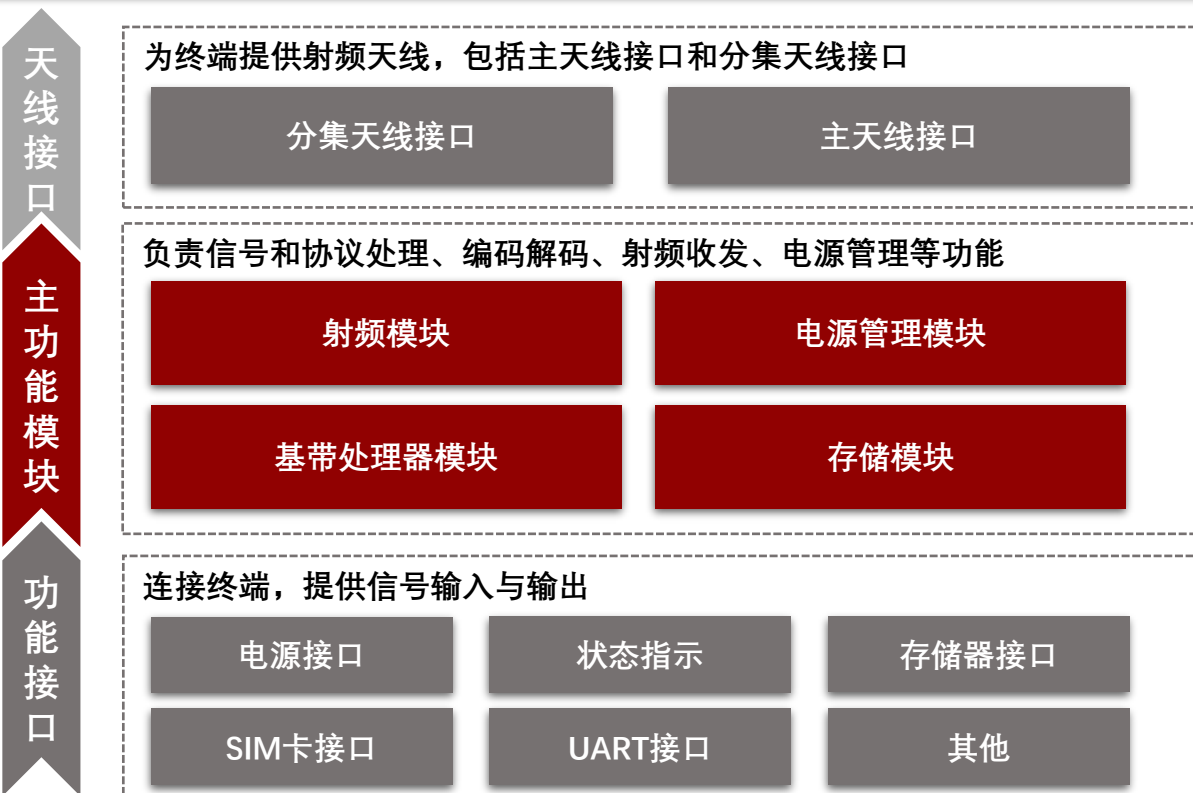 天线接口
为终端提供射频天线，包括主天线接口和分集天线接口
分集天线接口
主天线接口
主功能模块
负责信号和协议处理、编码解码、射频收发、电源管理等功能
射频模块
电源管理模块
基带处理器模块
存储模块
功能接口
连接终端，提供信号输入与输出
电源接口
状态指示
存储器接口
SIM卡接口
UART接口
其他